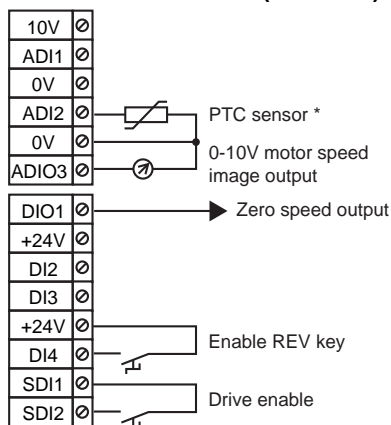 10V
ADI1
0V
ADI2
PTC sensor *
0V
0-10V motor speed
image output
ADIO3
DIO1
Zero speed output
+24V
DI2
DI3
+24V
Enable REV key
DI4
SDI1
Drive enable
SDI2